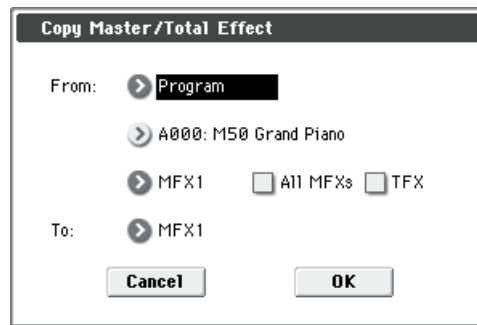 Copy Master/Total Effect
From: Program
A000: M50 Grand Piano
MFX1 All MFXs TFX
To: MFX1
Cancel OK